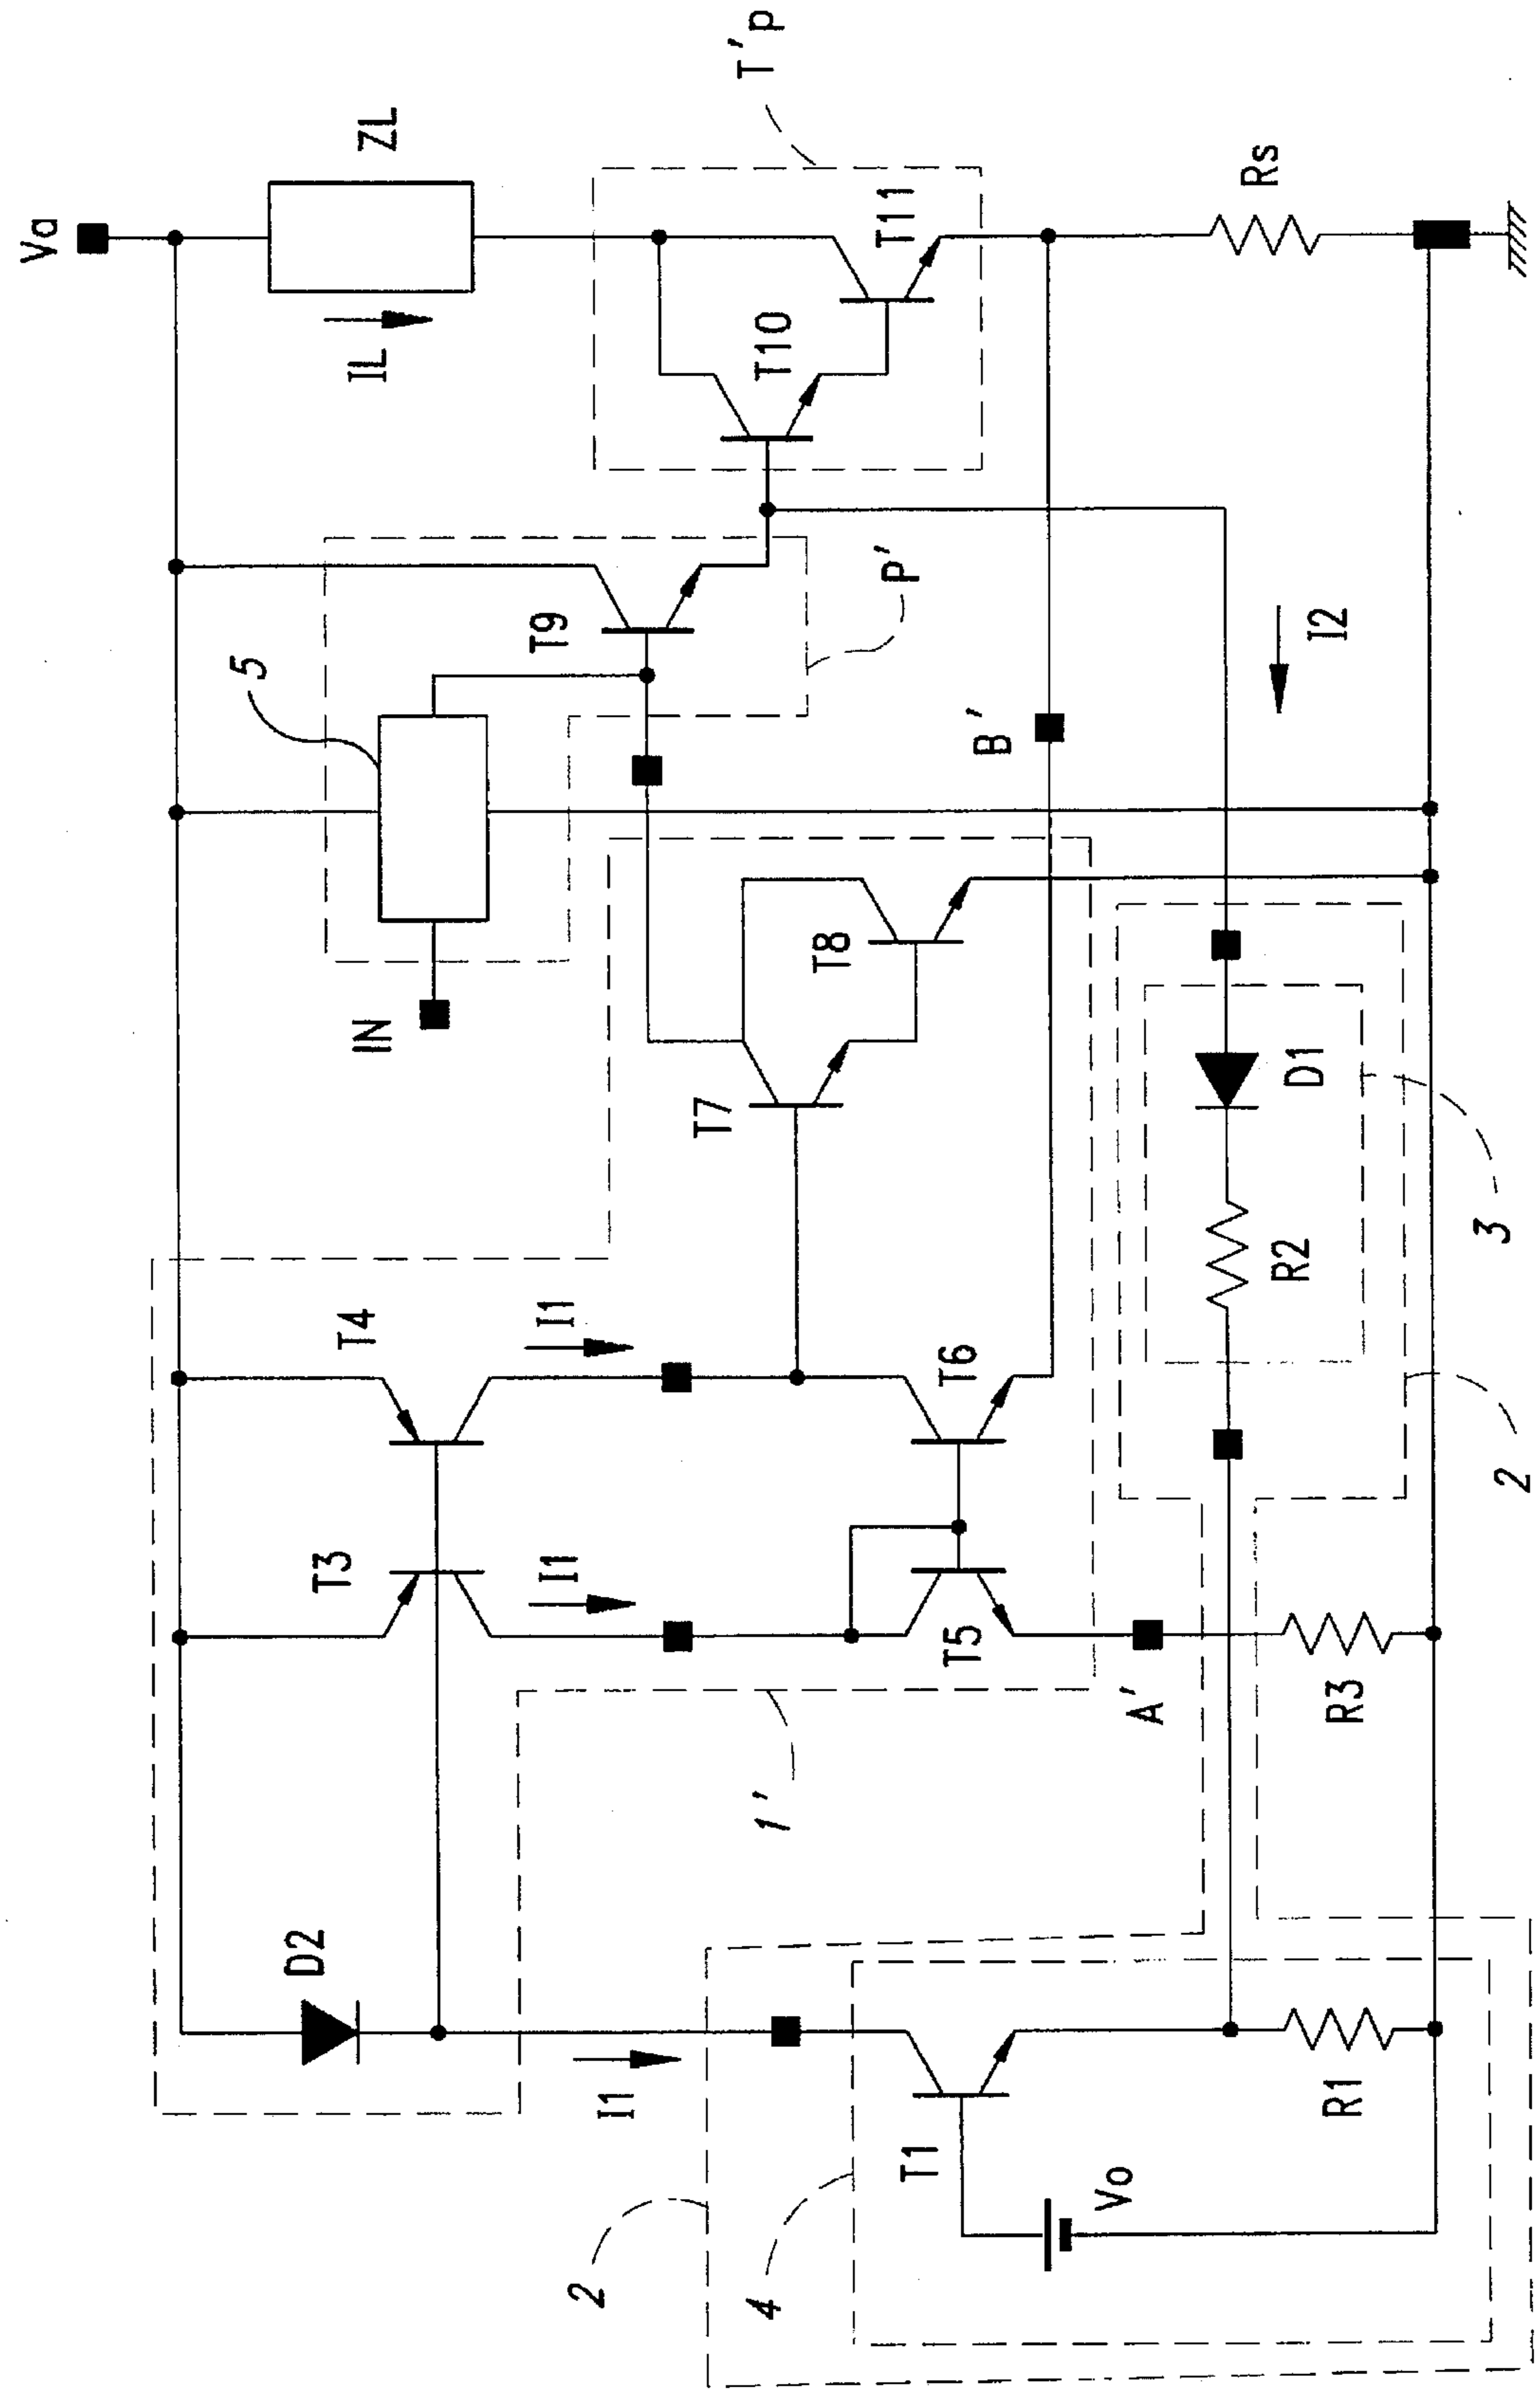 Va
ZL
IL
T'p
T10
T11
Rs
5
T9
P'
IN
B'
I2
T8
T7
D1
3
T4
I1
T6
R2
2
T3
I1
T5
A'
R3
1'
D2
I1
T1
R1
Vo
2
4